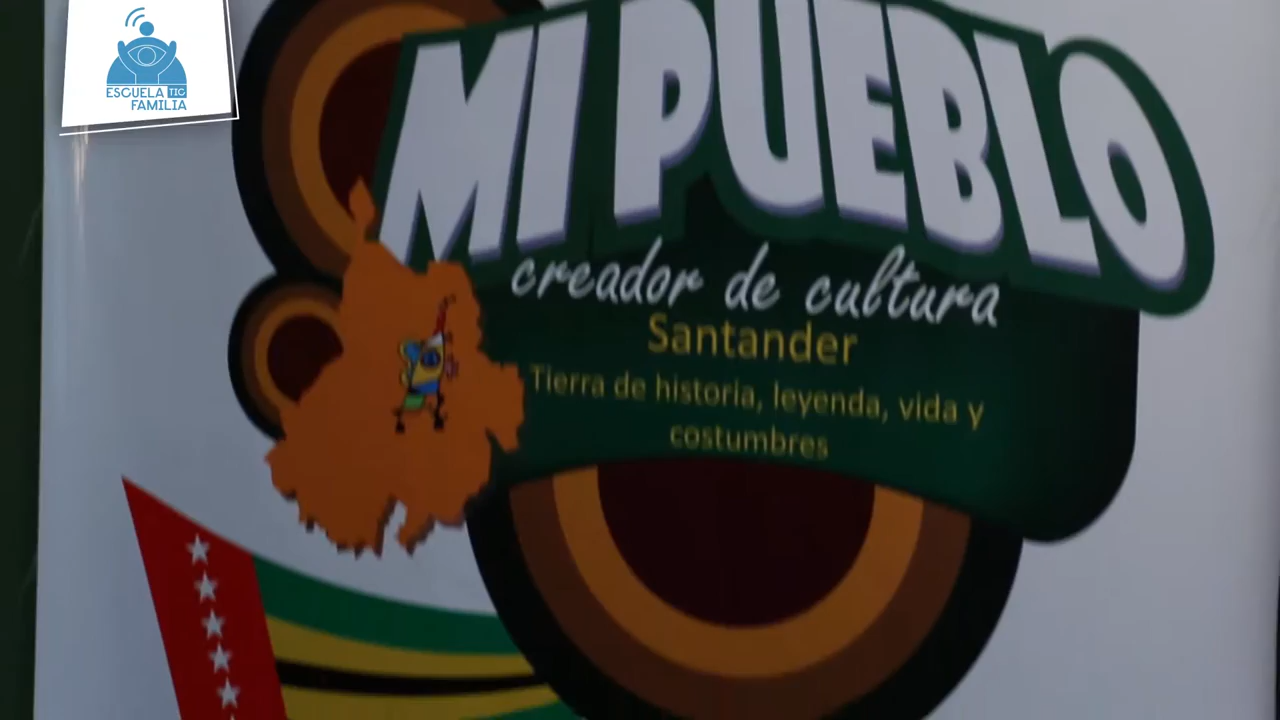 ESCUELA TIC
FAMILIA
MI PUEBLO
creador de cultura
Santander
Tierra de historia, leyenda, vida y
costumbres